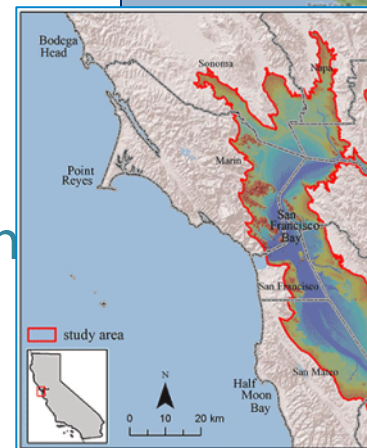 Bodega
Head
Sonoma
Napa
Marin
Point
Reyes
San
Francisco
Bay
San Francisco
study area
San Mateo
Half
Moon
Bay
N
0 10 20 km